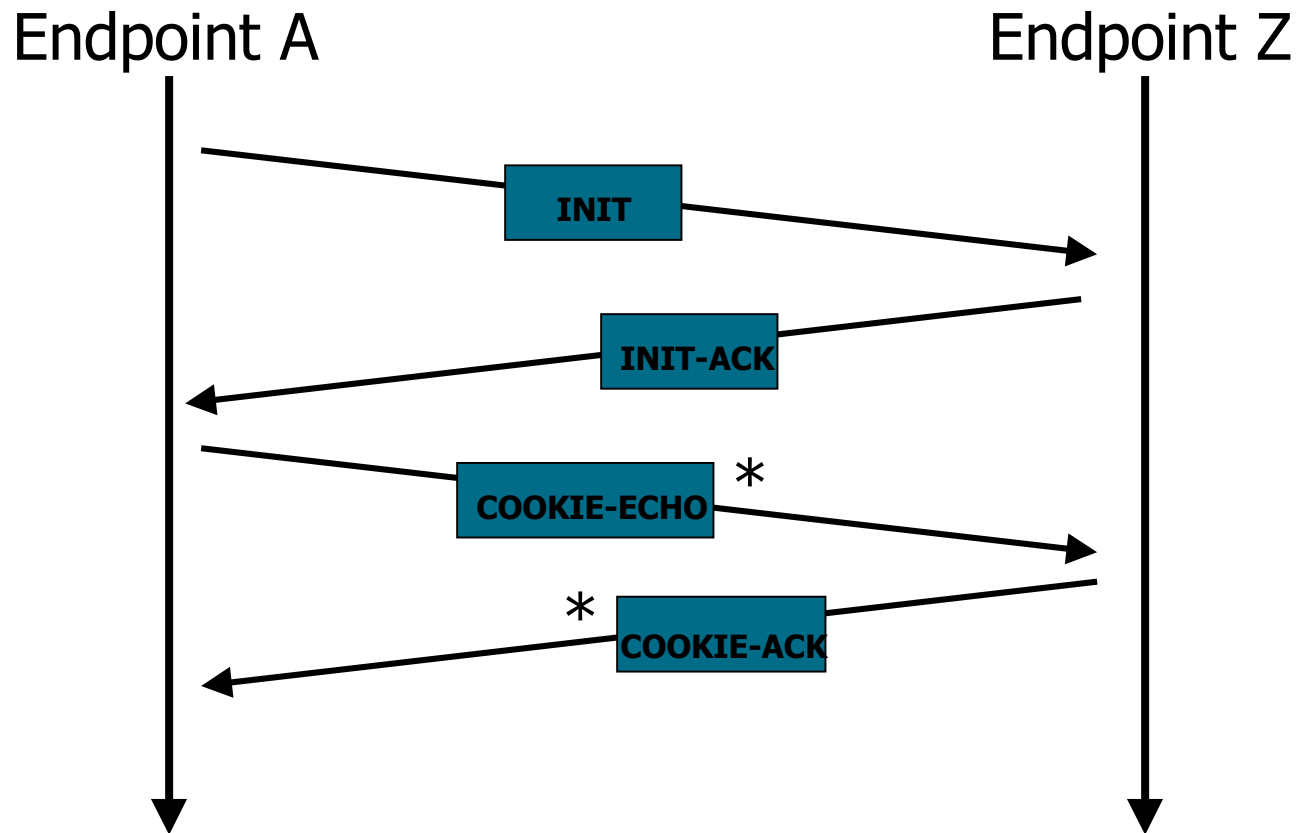 Endpoint A
Endpoint Z
INIT
INIT-ACK
COOKIE-ECHO *
* COOKIE-ACK